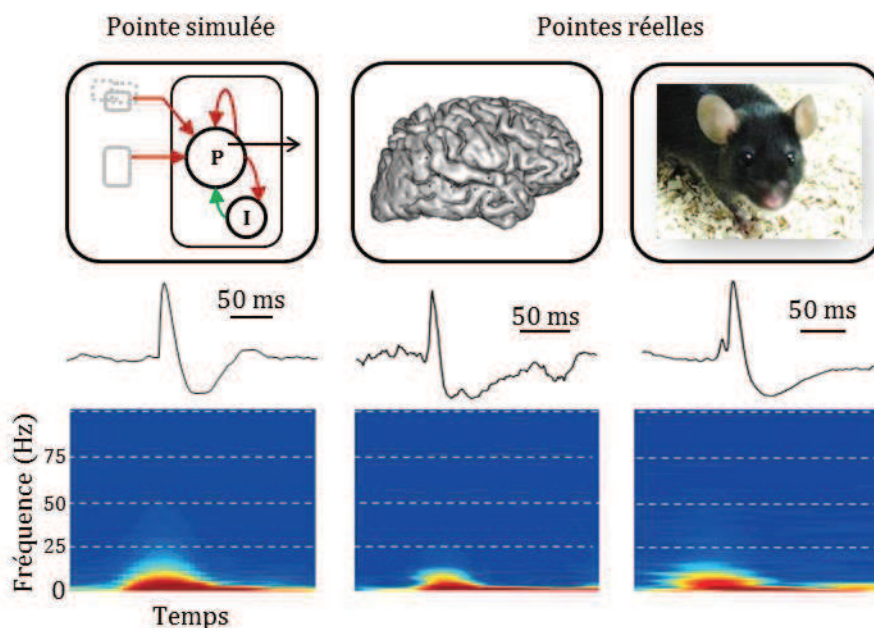 Pointe simulée
Pointes réelles
P
I
50 ms
50 ms
50 ms
Fréquence (Hz)
75
50
25
0
Temps